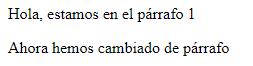 Hola, estamos en el párrafo 1
Ahora hemos cambiado de párrafo